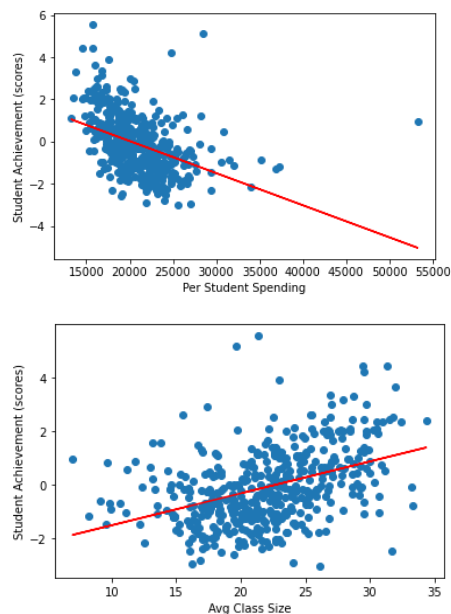 6
4
2
0
−2
−4
Student Achievement (scores)
15000 20000 25000 30000 35000 40000 45000 50000 55000
Per Student Spending
4
2
0
−2
Student Achievement (scores)
10 15 20 25 30 35
Avg Class Size